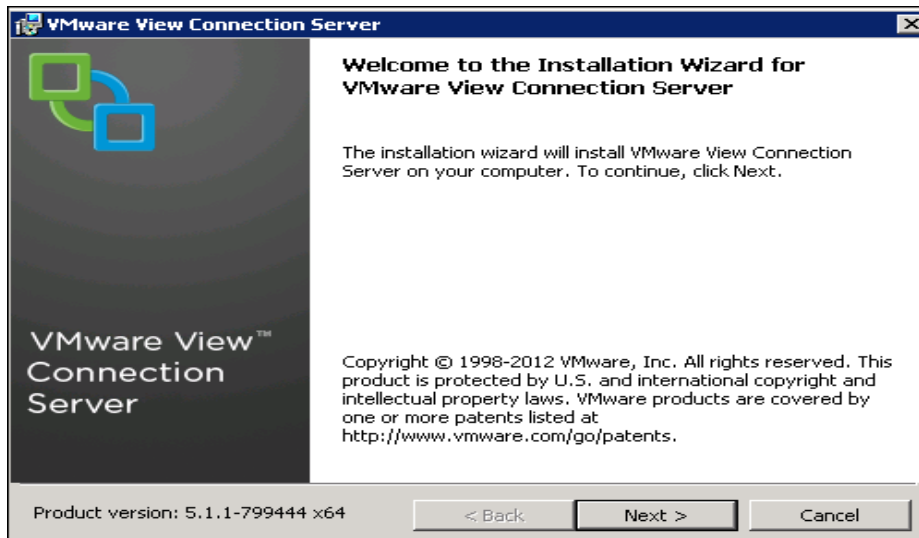 VMware View Connection Server
Welcome to the Installation Wizard for
VMware View Connection Server
The installation wizard will install VMware View Connection
Server on your computer. To continue, click Next.
VMware View™
Connection
Server
Copyright © 1998-2012 VMware, Inc. All rights reserved. This
product is protected by U.S. and international copyright and
intellectual property laws. VMware products are covered by
one or more patents listed at
http://www.vmware.com/go/patents.
Product version: 5.1.1-799444 x64
< Back
Next >
Cancel